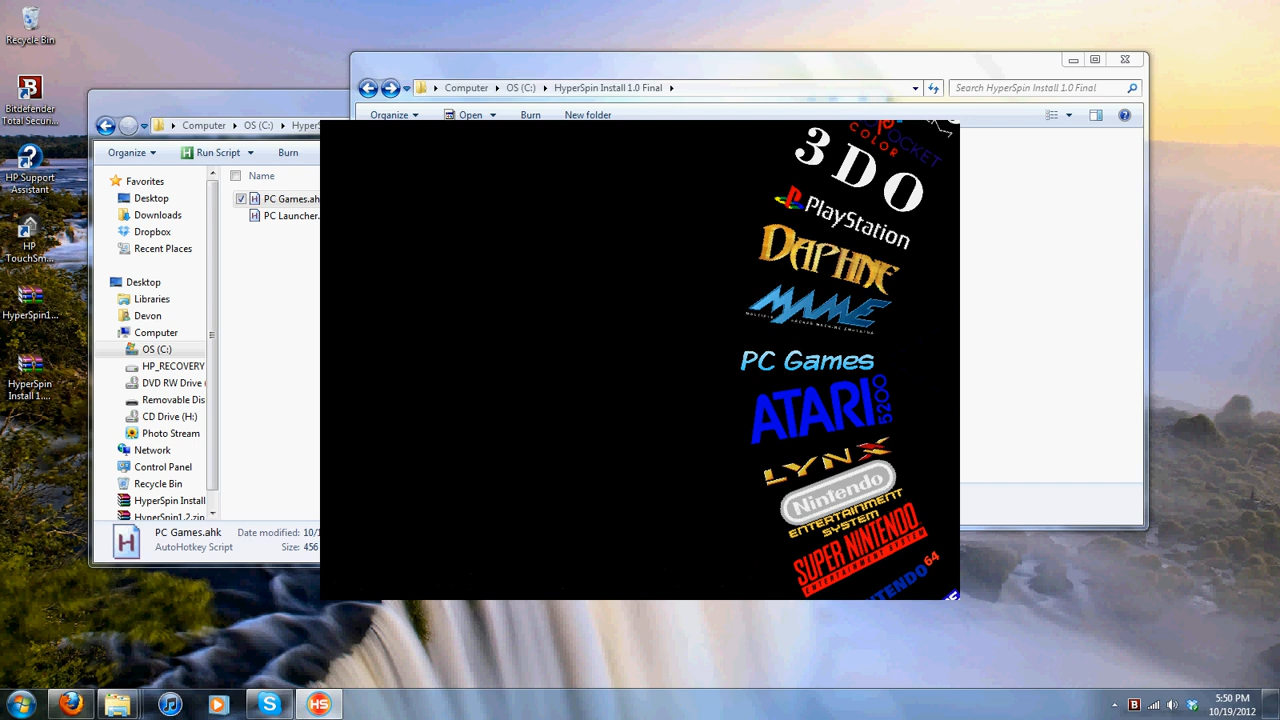 Recycle Bin
Bitdefender
Total Securi...
HP Support
Assistant
HP
TouchSm...
HyperSpin1...
HyperSpin
Install 1....
Computer
OS (C:)
HyperSpin Install 1.0 Final
Search HyperSpin Install 1.0 Final
Organize
Open
Burn
New folder
Computer
OS (C:)
Organize
Run Script
Burn
Name
PC Games.ah
PC Launcher.
Favorites
Desktop
Downloads
Dropbox
Recent Places
Desktop
Libraries
Devon
Computer
OS (C:)
HP_RECOVERY
DVD RW Drive
Removable Dis
CD Drive (H:)
Photo Stream
Network
Control Panel
Recycle Bin
HyperSpin Install
HyperSpin1.2.zip
PC Games.ahk
Date modified: 10/1
AutoHotkey Script
Size: 456
POCKET
COLOR
3DO
PlayStation
DAPHNE
MAME
PC Games
ATARI 5200
LYNX
Nintendo
ENTERTAINMENT
SYSTEM
SUPER NINTENDO
ENTERTAINMENT SYSTEM
NTENDO 64
HS
5:50 PM
10/19/2012